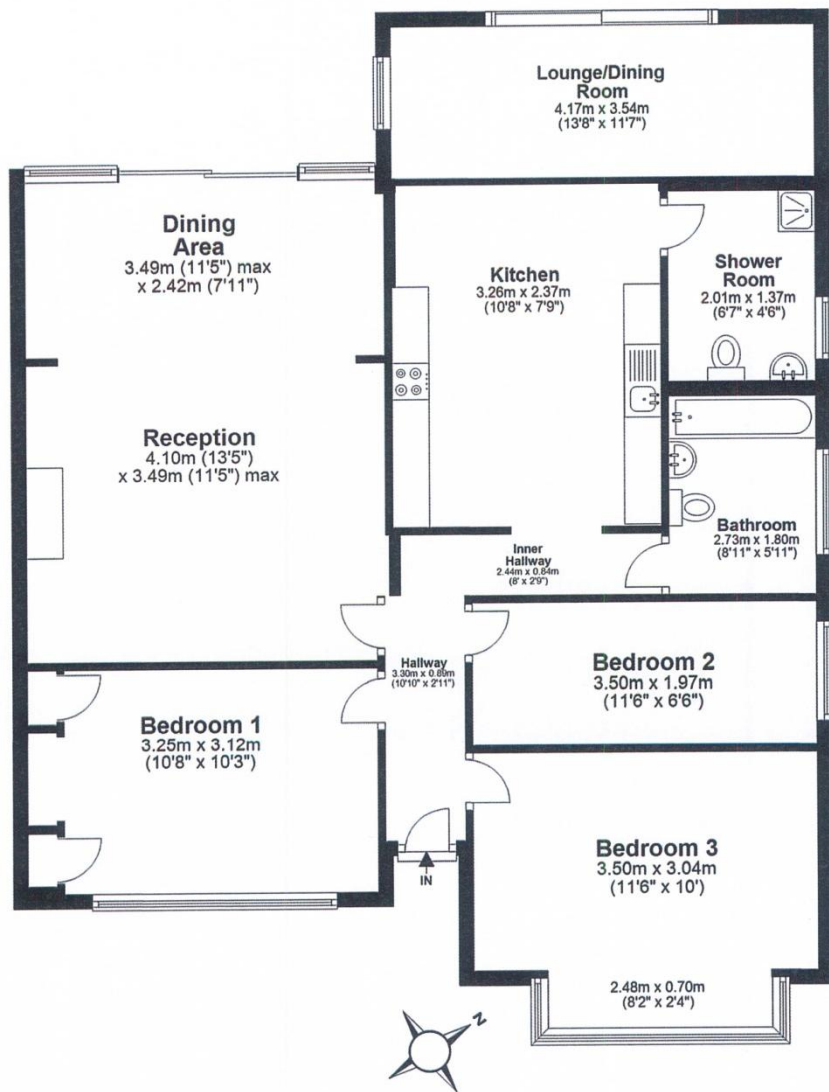 Lounge/Dining
Room
4.17m x 3.54m
(13'8" x 11'7")
Dining
Area
3.49m (11'5") max
x 2.42m (7'11")
Kitchen
3.26m x 2.37m
(10'8" x 7'9")
Shower
Room
2.01m x 1.37m
(6'7" x 4'6")
Reception
4.10m (13'5")
x 3.49m (11'5") max
Bathroom
2.73m x 1.80m
(8'11" x 5'11")
Inner
Hallway
2.44m x 0.84m
(8' x 2'9")
Hallway
3.30m x 0.89m
(10'10" x 2'11")
Bedroom 2
3.50m x 1.97m
(11'6" x 6'6")
Bedroom 1
3.25m x 3.12m
(10'8" x 10'3")
Bedroom 3
3.50m x 3.04m
(11'6" x 10')
IN
2.48m x 0.70m
(8'2" x 2'4")
Z